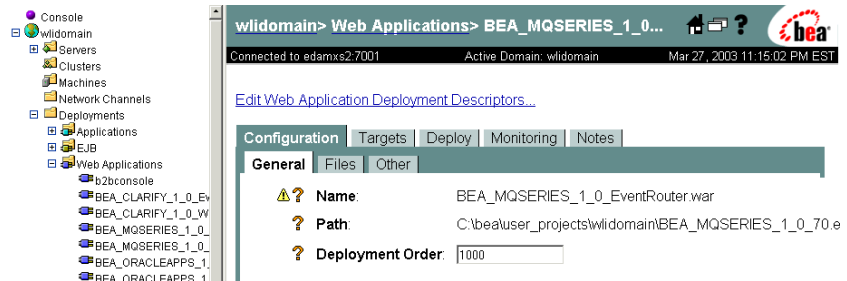 Console
wlidomain
Servers
Clusters
Machines
Network Channels
Deployments
Applications
EJB
Web Applications
b2bconsole
BEA_CLARIFY_1_0_Ev
BEA_CLARIFY_1_0_W
BEA_MQSERIES_1_0_
BEA_MQSERIES_1_0_
BEA_ORACLEAPPS_1_
BEA_ORACLEAPPS_1
wlidomain> Web Applications> BEA_MQSERIES_1_0... ? bea
Connected to edamxs2:7001 Active Domain: wlidomain Mar 27, 2003 11:15:02 PM EST
Edit Web Application Deployment Descriptors...
Configuration Targets Deploy Monitoring Notes
General Files Other
? Name: BEA_MQSERIES_1_0_EventRouter.war
? Path: C:\bea\user_projects\wlidomain\BEA_MQSERIES_1_0_70.e
? Deployment Order: 1000